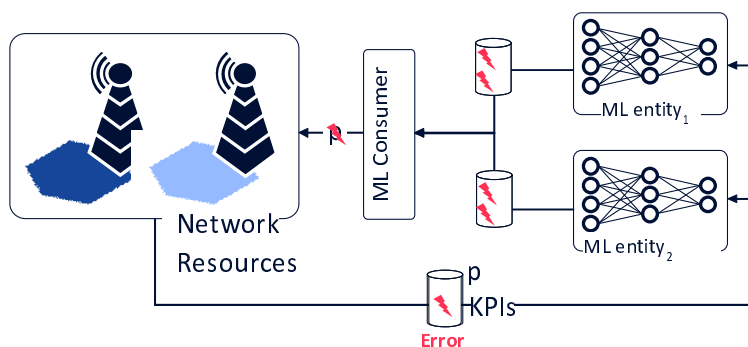 ML entity1
p
ML Consumer
Network
Resources
ML entity2
p
KPIs
Error